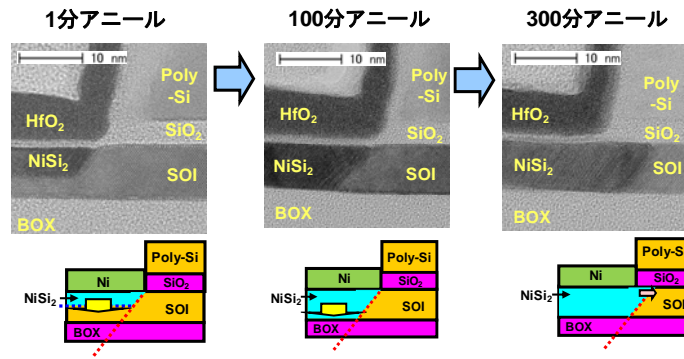 1分アニール
100分アニール
300分アニール
10 nm
Poly
-Si
HfO2
SiO2
NiSi2
SOI
BOX
10 nm
Poly
-Si
HfO2
SiO2
NiSi2
SOI
BOX
10 nm
Poly
-Si
HfO2
SiO2
NiSi2
SOI
BOX
Poly-Si
Ni
SiO2
NiSi2
SOI
BOX
Poly-Si
Ni
SiO2
NiSi2
SOI
BOX
Poly-Si
Ni
SiO2
NiSi2
SOI
BOX